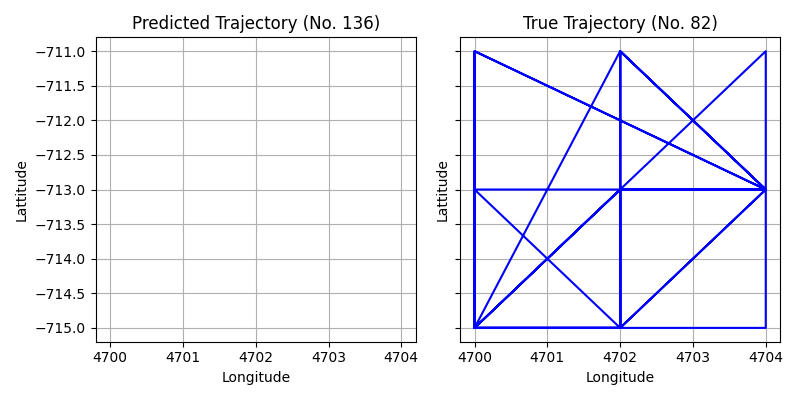 Predicted Trajectory (No. 136)
True Trajectory (No. 82)
−711.0
−711.5
−712.0
−712.5
−713.0
−713.5
−714.0
−714.5
−715.0
Lattitude
Lattitude
4700 4701 4702 4703 4704
4700 4701 4702 4703 4704
Longitude
Longitude